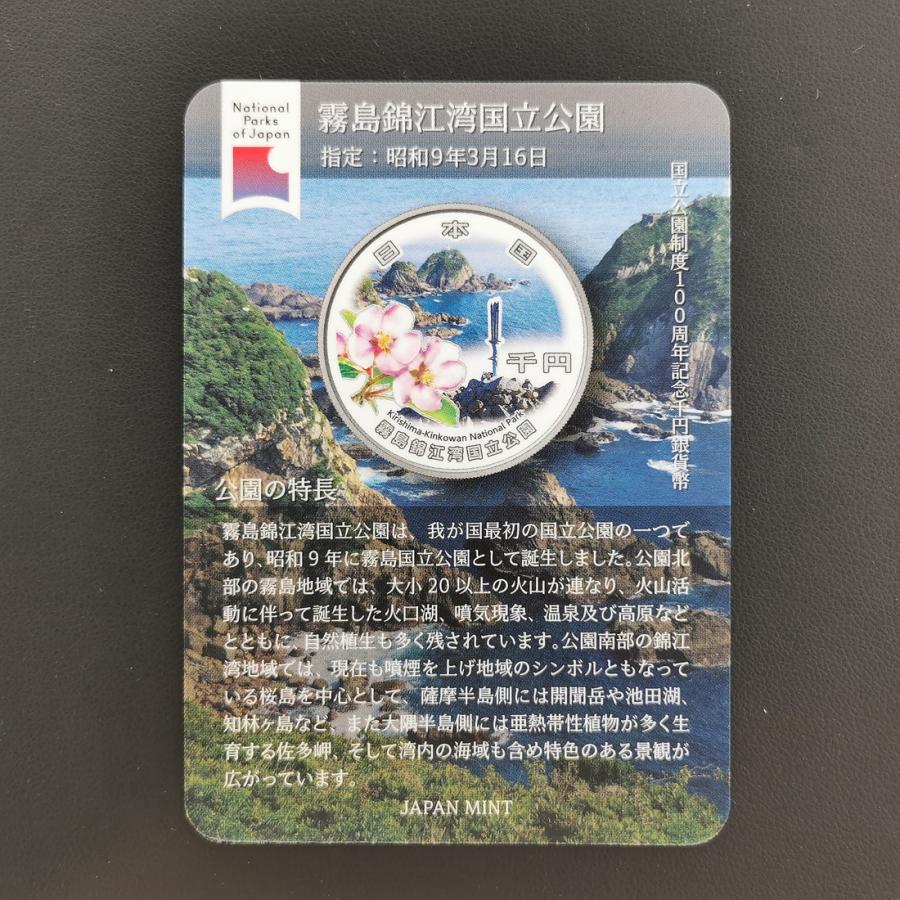 National
Parks
of Japan
霧島錦江湾国立公園
指定：昭和9年3月16日
国立公園制度100周年記念千円銀貨幣
日本国
千円
Kirishima-Kinkowan National Park
霧島錦江湾国立公園
公園の特長
霧島錦江湾国立公園は 我が国最初の国立公園の一つで
あり、昭和９年に霧島国立公園として誕生しました。公園北
部の霧島地域では、大小 20 以上の火山が連なり、火山活
動に伴って誕生した火口湖、噴気現象、温泉及び高原など
とともに、自然植生も多く残されています。公園南部の錦江
湾地域では、現在も噴煙を上げ地域のシンボルともなって
いる桜島を中心として、薩摩半島側には開聞岳や池田湖、
知林ヶ島など、また大隅半島側には亜熱帯性植物が多く生
育する佐多岬、そして湾内の海域も含め特色のある景観が
広がっています。
JAPAN MINT